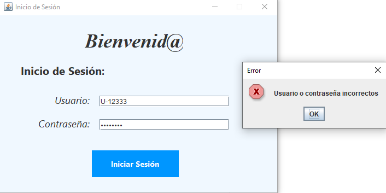 Inicio de Sesión
Bienvenid@
Inicio de Sesión:
Usuario:
U-12333
Contraseña:
••••••••
Iniciar Sesión
Error
Usuario o contraseña incorrectos
OK